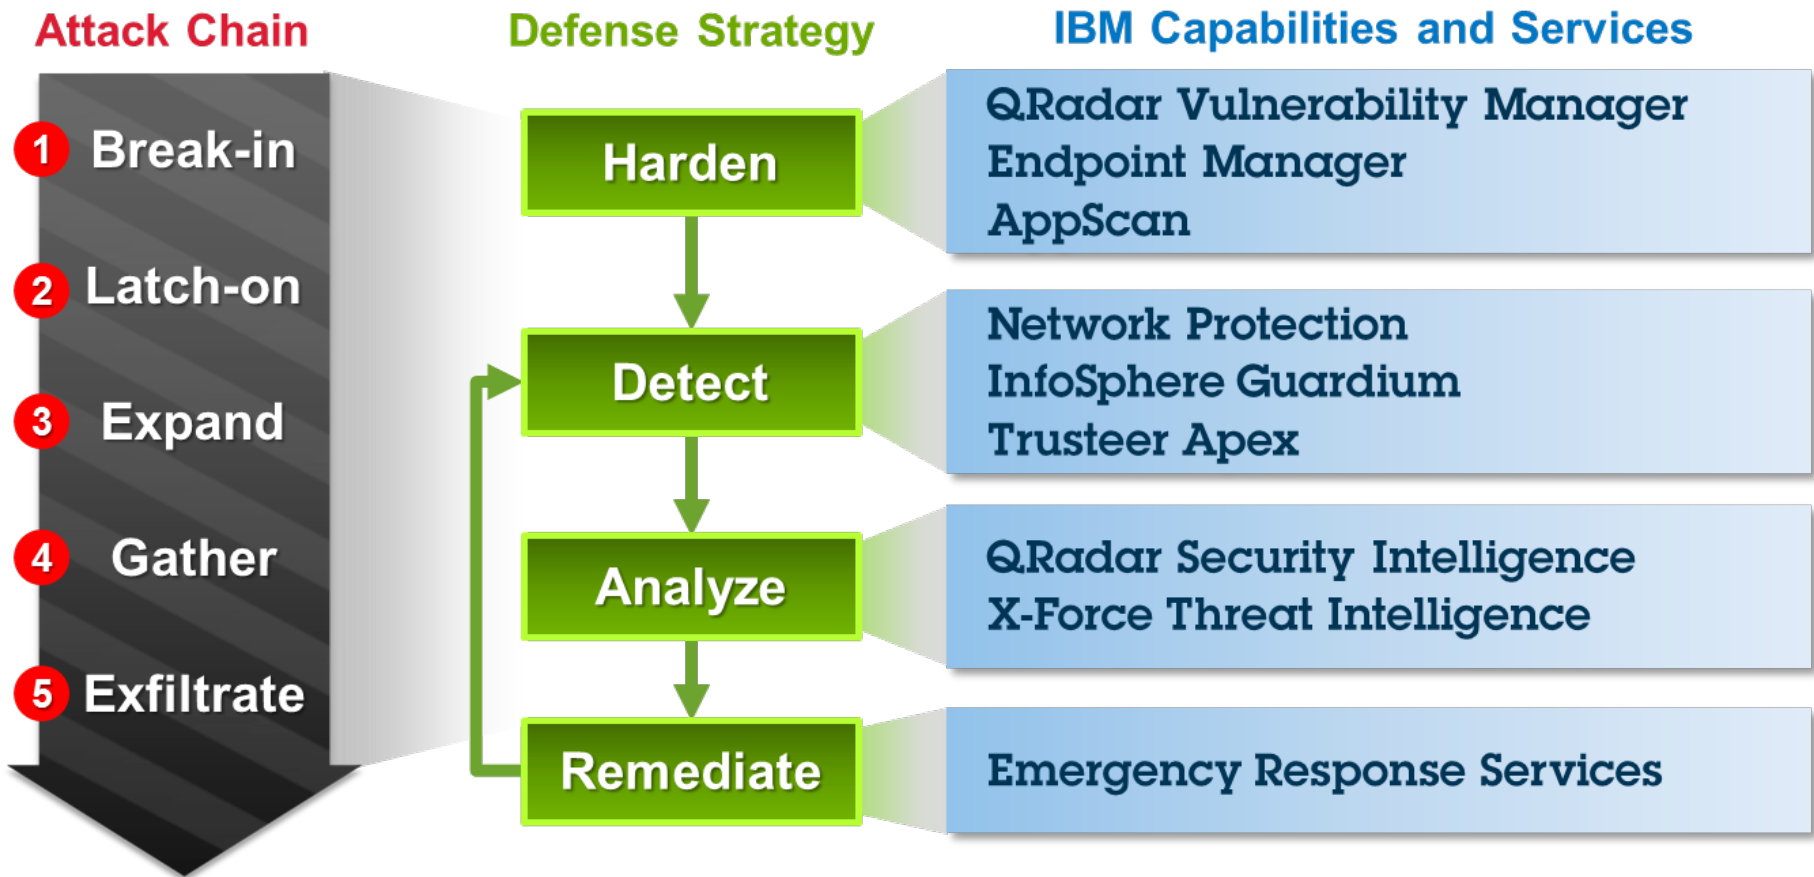 Attack Chain
Defense Strategy
IBM Capabilities and Services
1 Break-in
2 Latch-on
3 Expand
4 Gather
5 Exfiltrate
Harden
Detect
Analyze
Remediate
QRadar Vulnerability Manager
Endpoint Manager
AppScan
Network Protection
InfoSphere Guardium
Trusteer Apex
QRadar Security Intelligence
X-Force Threat Intelligence
Emergency Response Services